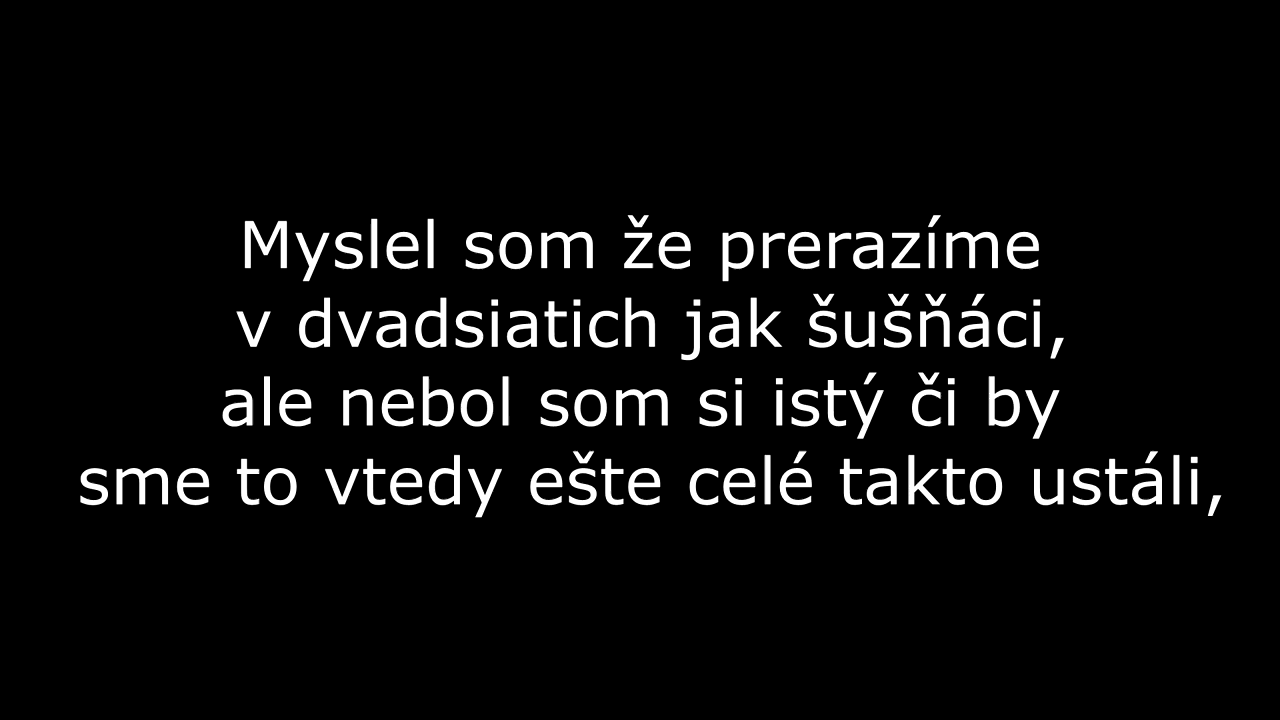 Myslel som že prerazíme
v dvadsiatich jak šušňáci,
ale nebol som si istý či by
sme to vtedy ešte celé takto ustáli,